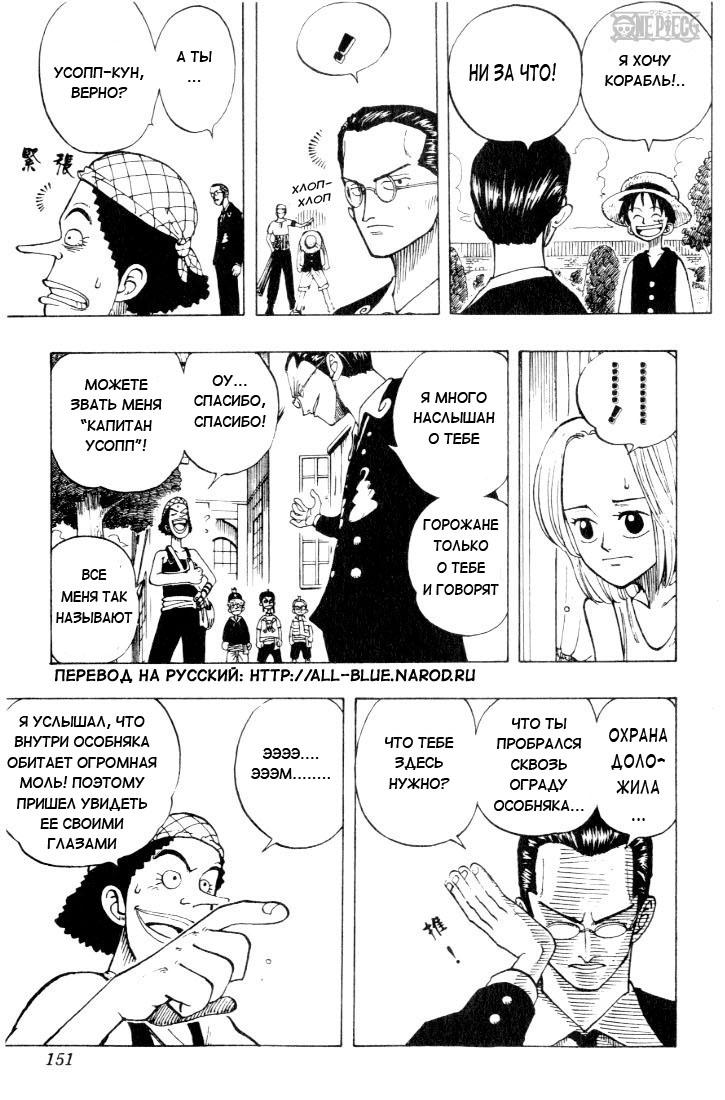 ONE PIECE
Я ХОЧУ
КОРАБЛЬ!..
НИ ЗА ЧТО!
!
ХЛОП-
ХЛОП
А ТЫ
...
УСОПП-КУН,
ВЕРНО?
緊張
!!
Я МНОГО
НАСЛЫШАН
О ТЕБЕ
ГОРОЖАНЕ
ТОЛЬКО
О ТЕБЕ
И ГОВОРЯТ
ОУ...
СПАСИБО,
СПАСИБО!
МОЖЕТЕ
ЗВАТЬ МЕНЯ
“КАПИТАН
УСОПП”!
ВСЕ
МЕНЯ ТАК
НАЗЫВАЮТ
ПЕРЕВОД НА РУССКИЙ: HTTP://ALL-BLUE.NAROD.RU
ОХРАНА
ДОЛО-
ЖИЛА
...
ЧТО ТЫ
ПРОБРАЛСЯ
СКВОЗЬ
ОГРАДУ
ОСОБНЯКА...
ЧТО ТЕБЕ
ЗДЕСЬ
НУЖНО?
ЭЭЭЭ....
ЭЭЭМ........
Я УСЛЫШАЛ, ЧТО
ВНУТРИ ОСОБНЯКА
ОБИТАЕТ ОГРОМНАЯ
МОЛЬ! ПОЭТОМУ
ПРИШЕЛ УВИДЕТЬ
ЕЕ СВОИМИ
ГЛАЗАМИ
151